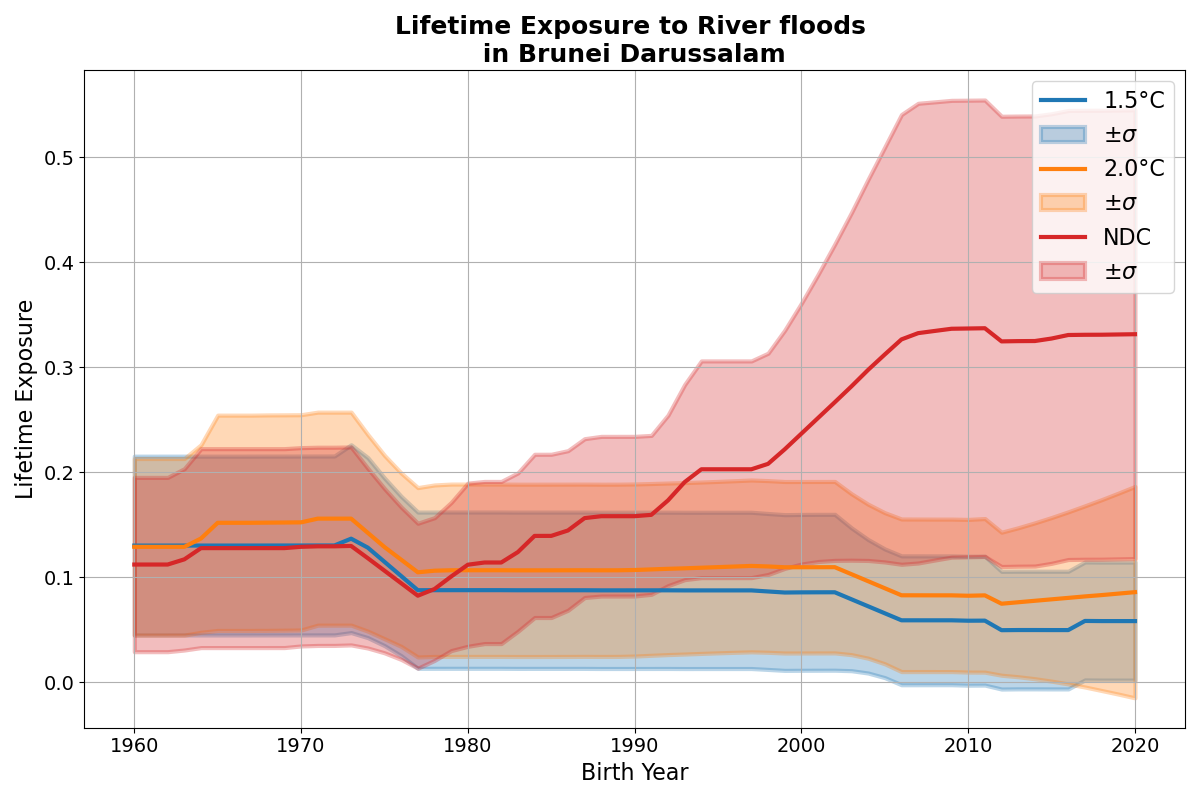 Lifetime Exposure to River floods
in Brunei Darussalam
Lifetime Exposure
0.5
0.4
0.3
0.2
0.1
0.0
1960
1970
1980
1990
2000
2010
2020
Birth Year
1.5°C
±σ
2.0°C
±σ
NDC
±σ